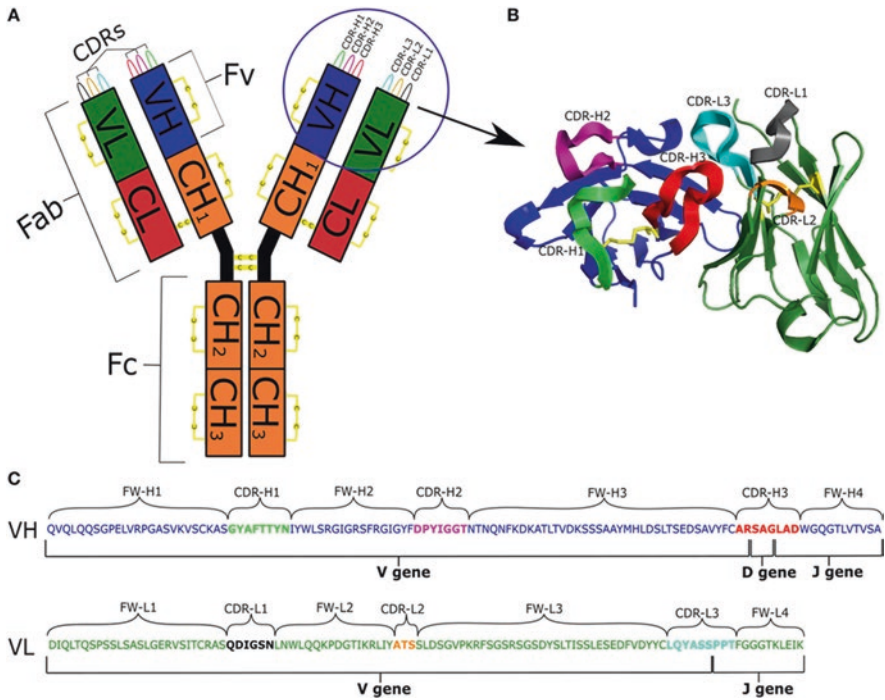 A
CDRs
CDR-H1
CDR-H2
CDR-H3
CDR-L3
CDR-L2
CDR-L1
Fv
VL
VH
VH
VL
Fab
CL
CH1
CH1
CL
Fc
CH2
CH2
CH3
CH3
B
CDR-L1
CDR-L3
CDR-H2
CDR-H3
CDR-L2
CDR-H1
C
FW-H1 CDR-H1 FW-H2 CDR-H2 FW-H3 CDR-H3 FW-H4
VH QVQLQQSGPELVRPGASVKVSCKASGYAFTTYNIYWLSRGIGRSFRGIGYFDPYIGGTNTQNFKDKATLTVDKSSSAAYMHLDSLTSEDSAVYFCARSAGLADWGQGTLVTVSA
V gene D gene J gene
FW-L1 CDR-L1 FW-L2 CDR-L2 FW-L3 CDR-L3 FW-L4
VL DIQLTQSPSSLSASLGERVSITCRASQDIGSNLNWLQQKPDGTIKRLIYATSSLDSGVPKRFSGSRSGSDYSLTISSLESEDFVDYYCLQYASSPPTFGGGTKLEIK
V gene J gene